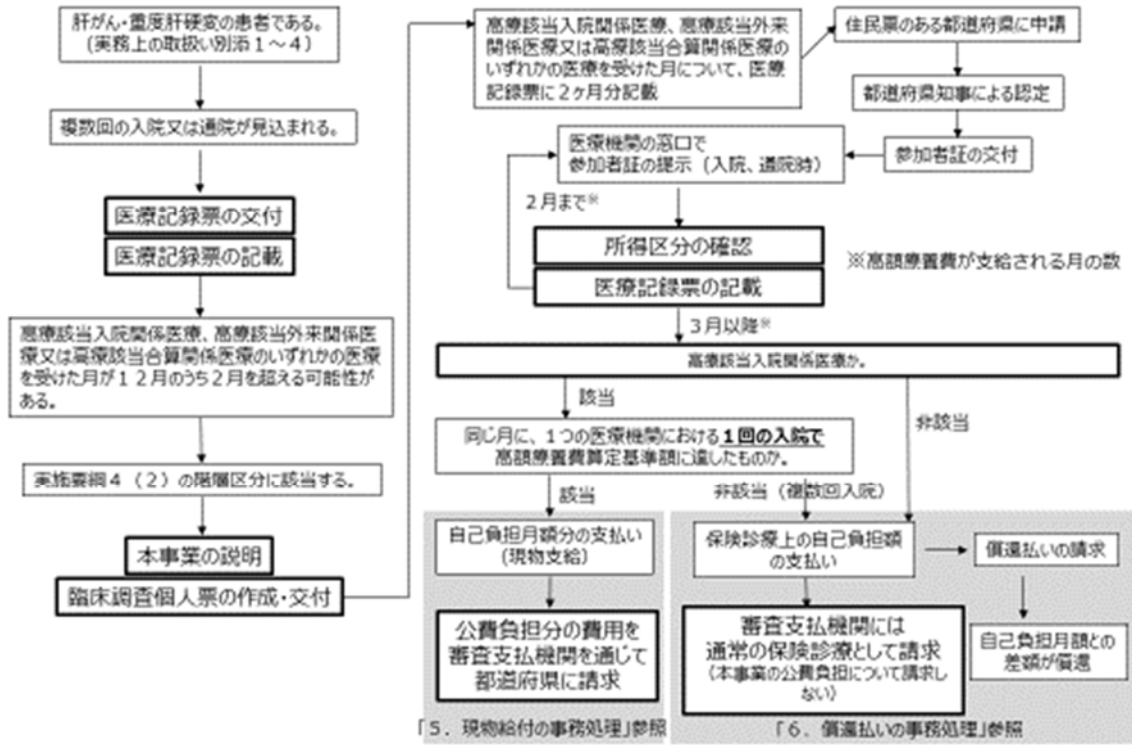 肝がん・重度肝硬変の患者である。
(実務上の取扱い別添１～４)
複数回の入院又は通院が見込まれる。
医療記録票の交付
医療記録票の記載
高療該当入院関係医療、高療該当外来関係医
療又は高療該当合算関係医療のいずれかの医療
を受けた月が１２月のうち２月を超える可能性が
ある。
実施要綱４（２）の階層区分に該当する。
本事業の説明
臨床調査個人票の作成・交付
高療該当入院関係医療、高療該当外来
関係医療又は高療該当合算関係医療の
いずれかの医療を受けた月について、医療
記録票に２ヶ月分記載
住民票のある都道府県に申請
都道府県知事による認定
参加者証の交付
医療機関の窓口で
参加者証の提示（入院、通院時）
２月まで※
所得区分の確認
医療記録票の記載
※高額療養費が支給される月の数
３月以降※
高療該当入院関係医療か。
該当
非該当
同じ月に、１つの医療機関における１回の入院で
高額療養費算定基準額に達したものか。
該当
非該当（複数回入院）
自己負担月額分の支払い
(現物支給)
公費負担分の費用を
審査支払機関を通じて
都道府県に請求
「５．現物給付の事務処理」参照
保険診療上の自己負担額
の支払い
償還払いの請求
審査支払機関には
通常の保険診療として請求
(本事業の公費負担について請求し
ない)
自己負担月額との
差額が償還
「６．償還払いの事務処理」参照